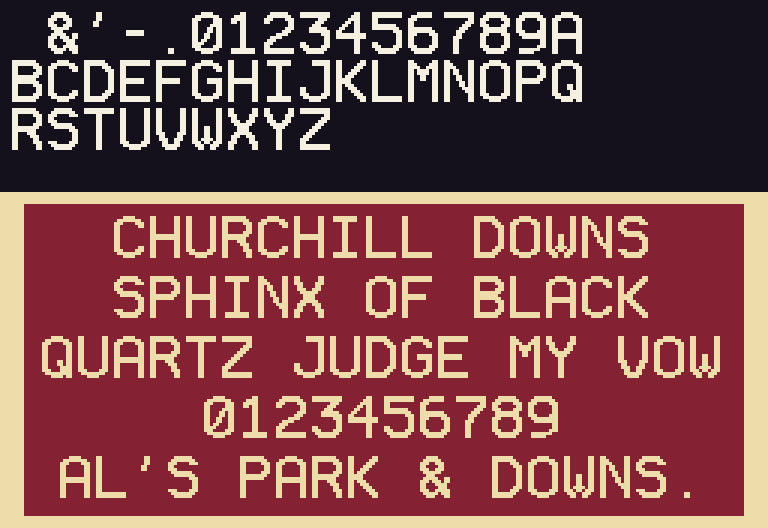 &'-.0123456789A
BCDEFGHIJKLMNOPQ
RSTUVWXYZ
CHURCHILL DOWNS
SPHINX OF BLACK
QUARTZ JUDGE MY VOW
0123456789
AL'S PARK & DOWNS.